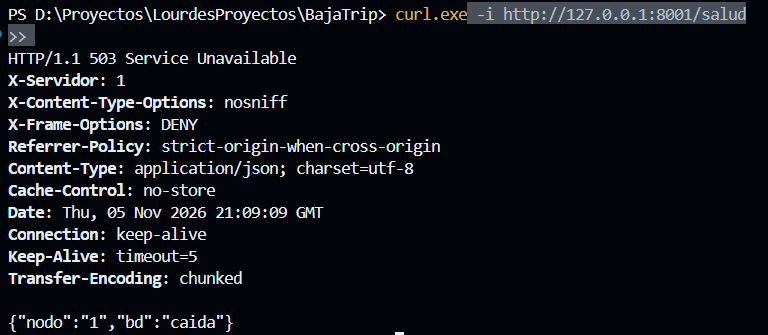 PS D:\Proyectos\LourdesProyectos\BajaTrip> curl.exe -i http://127.0.0.1:8001/salud
>>
HTTP/1.1 503 Service Unavailable
X-Servidor: 1
X-Content-Type-Options: nosniff
X-Frame-Options: DENY
Referrer-Policy: strict-origin-when-cross-origin
Content-Type: application/json; charset=utf-8
Cache-Control: no-store
Date: Thu, 05 Nov 2026 21:09:09 GMT
Connection: keep-alive
Keep-Alive: timeout=5
Transfer-Encoding: chunked
{"nodo":"1","bd":"caida"}